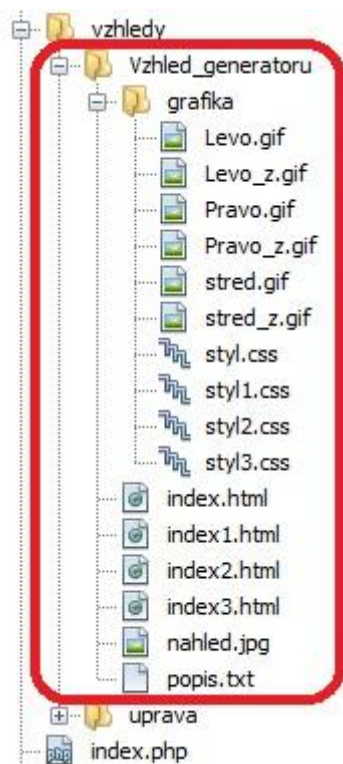 vzhledy
Vzhled_generatoru
grafika
Levo.gif
Levo_z.gif
Pravo.gif
Pravo_z.gif
stred.gif
stred_z.gif
styl.css
styl1.css
styl2.css
styl3.css
index.html
index1.html
index2.html
index3.html
nahled.jpg
popis.txt
uprava
index.php